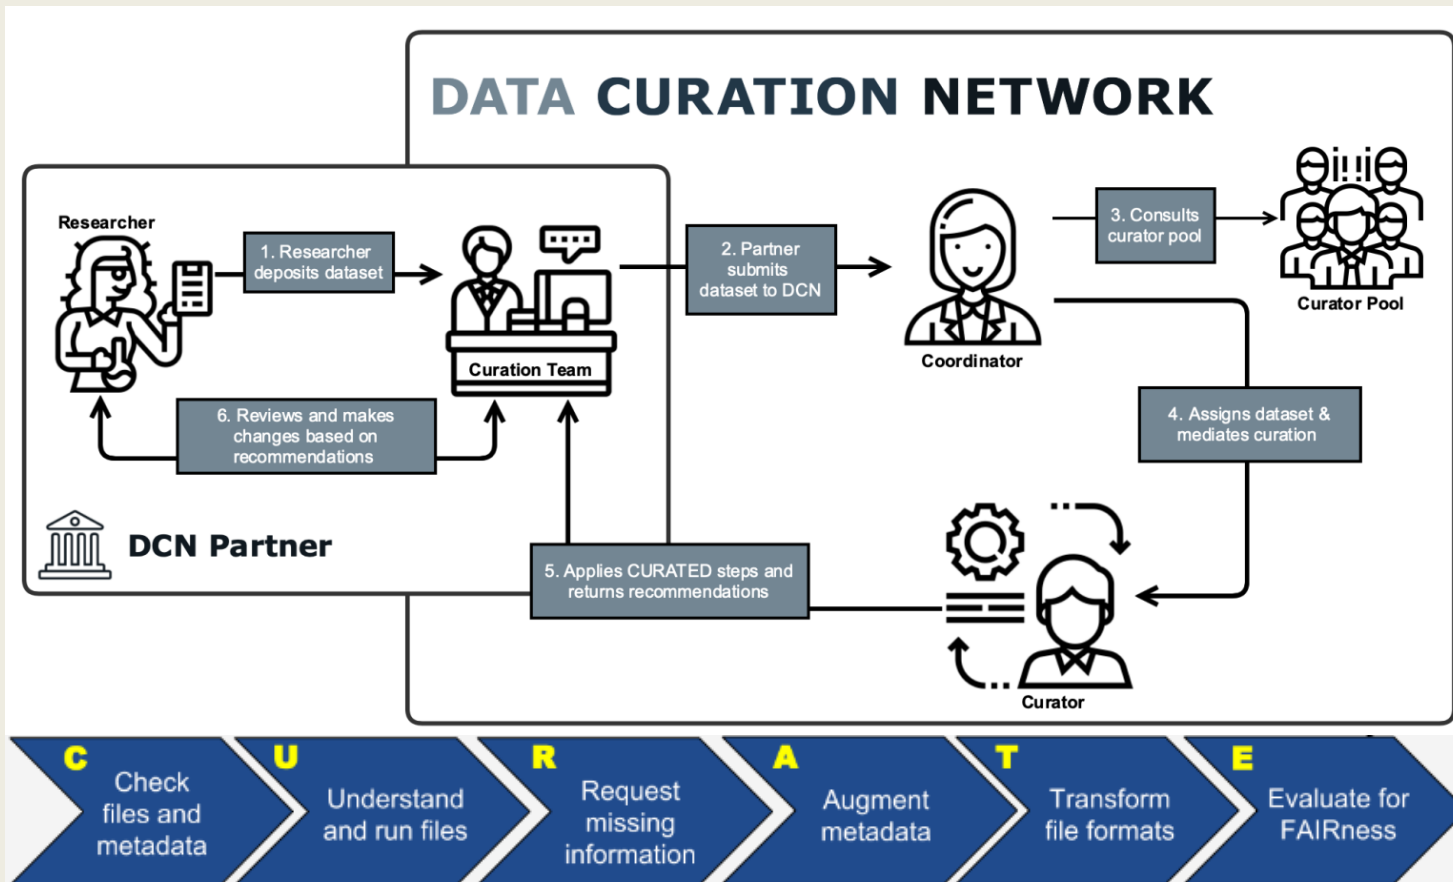 DATA CURATION NETWORK
Researcher
1. Researcher
deposits dataset
Curation Team
2. Partner
submits
dataset to DCN
Coordinator
3. Consults
curator pool
Curator Pool
4. Assigns dataset &
mediates curation
6. Reviews and makes
changes based on
recommendations
DCN Partner
5. Applies CURATED steps and
returns recommendations
Curator
C
Check
files and
metadata
U
Understand
and run files
R
Request
missing
information
A
Augment
metadata
T
Transform
file formats
E
Evaluate for
FAIRness